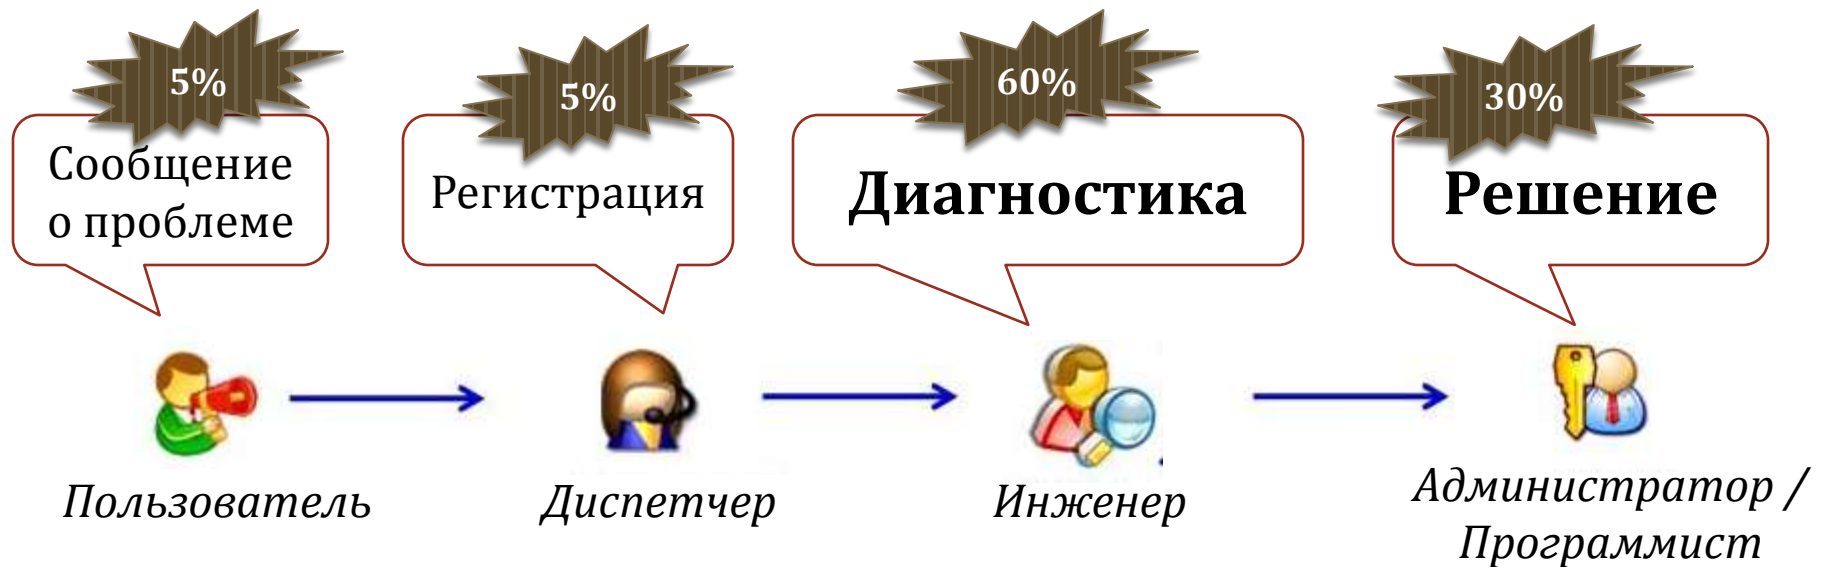 5%
Сообщение
о проблеме
Пользователь
5%
Регистрация
Диспетчер
60%
Диагностика
Инженер
30%
Решение
Администратор /
Программист